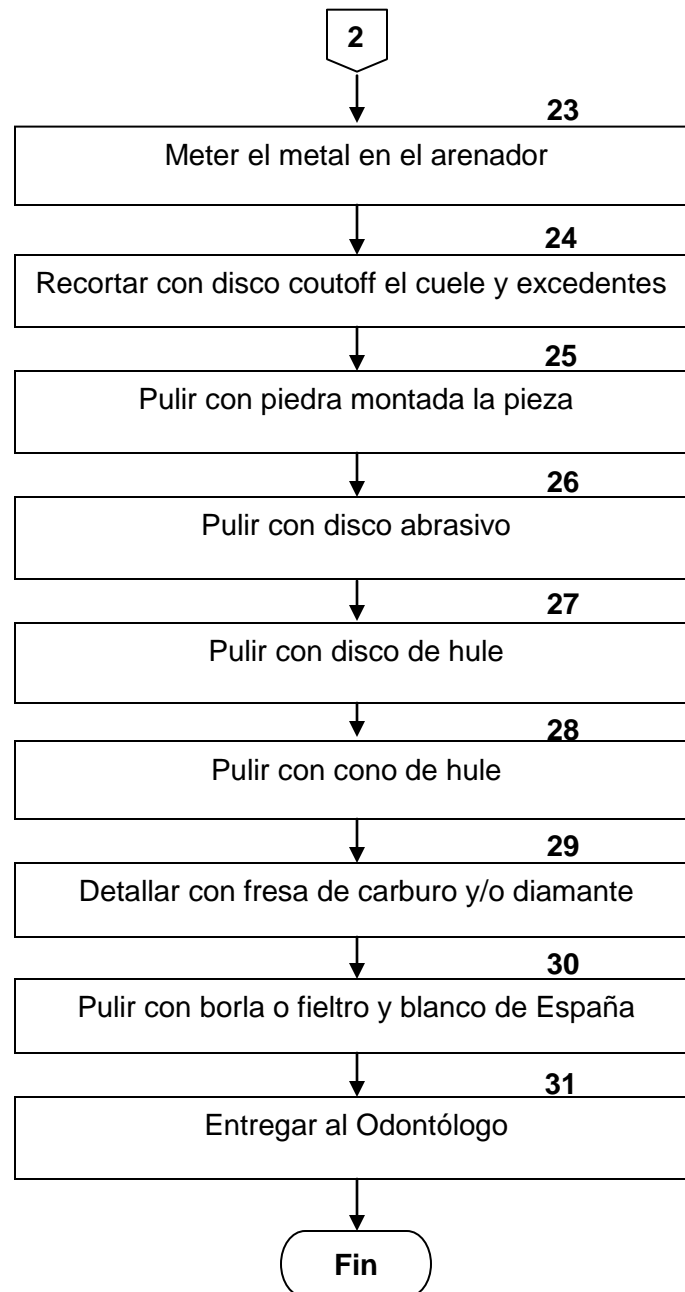 2
23
Meter el metal en el arenador
24
Recortar con disco coutoff el cuele y excedentes
25
Pulir con piedra montada la pieza
26
Pulir con disco abrasivo
27
Pulir con disco de hule
28
Pulir con cono de hule
29
Detallar con fresa de carburo y/o diamante
30
Pulir con borla o fieltro y blanco de España
31
Entregar al Odontólogo
Fin